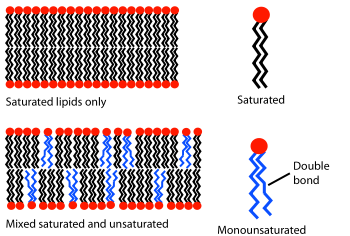 Saturated lipids only
Saturated
Double
bond
Mixed saturated and unsaturated
Monounsaturated